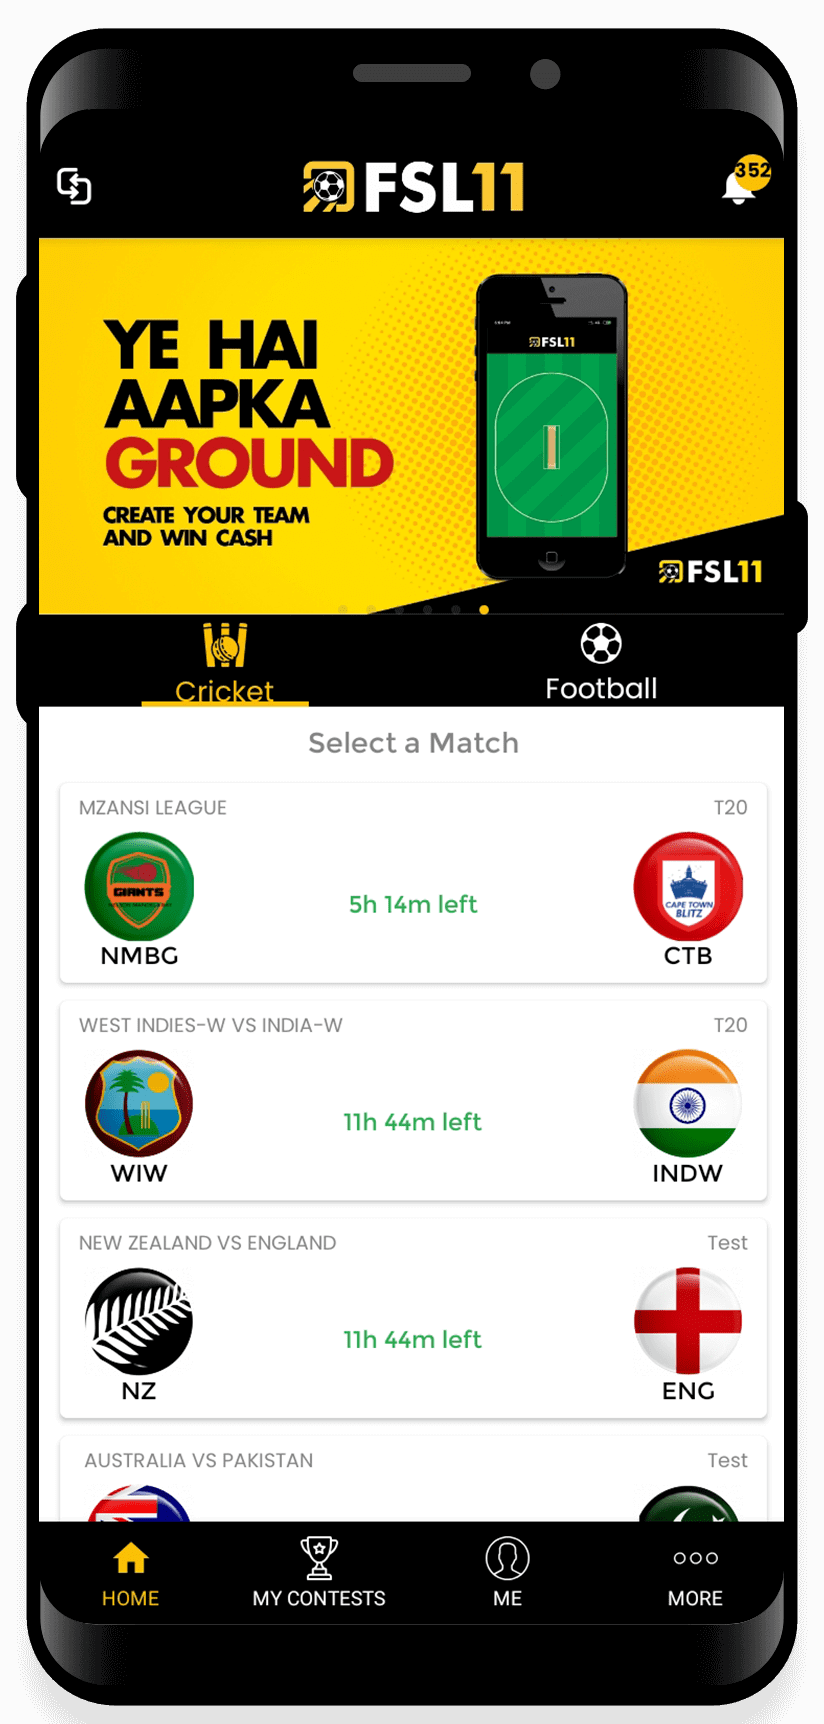 FSL11
352
YE HAI
AAPKA
GROUND
CREATE YOUR TEAM
AND WIN CASH
FSL11
FSL11
Cricket
Football
Select a Match
MZANSI LEAGUE
T20
GIANTS
CAPE TOWN
BLITZ
5h 14m left
NMBG
CTB
WEST INDIES-W VS INDIA-W
T20
11h 44m left
WIW
INDW
NEW ZEALAND VS ENGLAND
Test
11h 44m left
NZ
ENG
AUSTRALIA VS PAKISTAN
Test
HOME
MY CONTESTS
ME
MORE